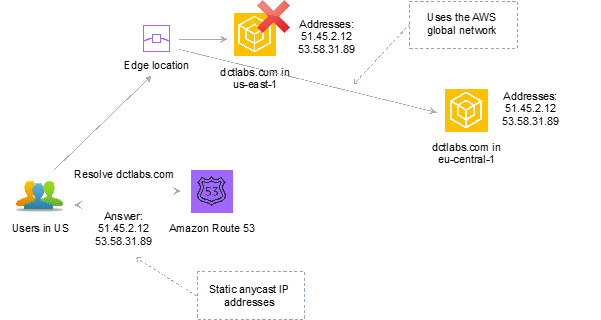 Uses the AWS
global network
Addresses:
51.45.2.12
53.58.31.89
Edge location
dctlabs.com in
us-east-1
Addresses:
51.45.2.12
53.58.31.89
dctlabs.com in
eu-central-1
Resolve dctlabs.com
53
Users in US
Answer:
51.45.2.12
53.58.31.89
Amazon Route 53
Static anycast IP
addresses